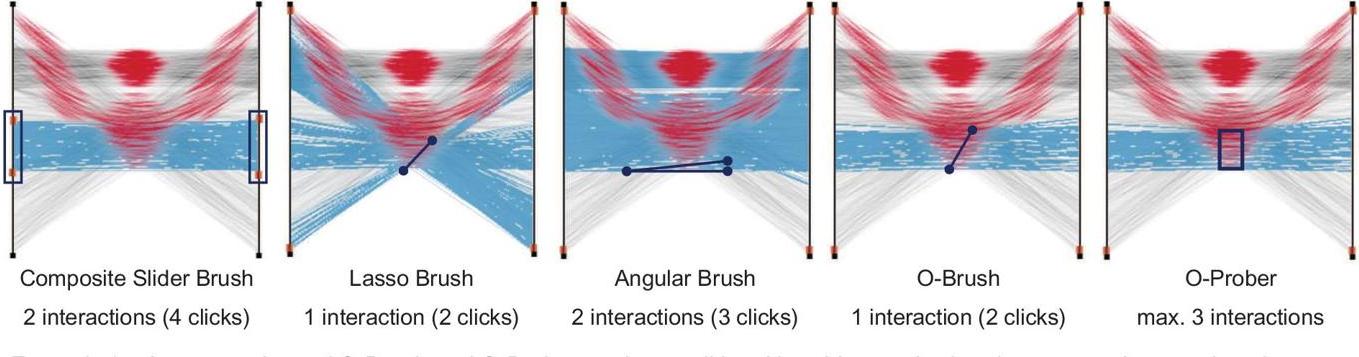 Composite Slider Brush
2 interactions (4 clicks)
Lasso Brush
1 interaction (2 clicks)
Angular Brush
2 interactions (3 clicks)
O-Brush
1 interaction (2 clicks)
O-Prober
max. 3 interactions